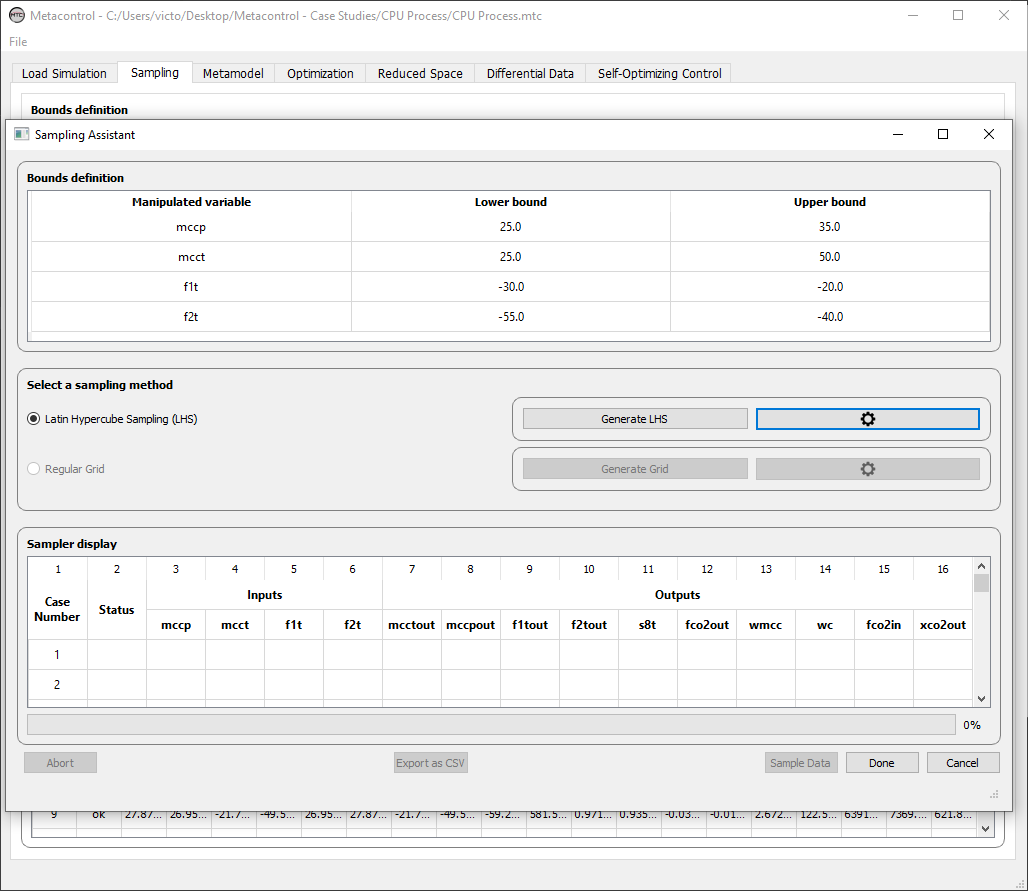 MTC Metacontrol - C:/Users/victo/Desktop/Metacontrol - Case Studies/CPU Process/CPU Process.mtc
File
Load Simulation Sampling Metamodel Optimization Reduced Space Differential Data Self-Optimizing Control
Bounds definition
Sampling Assistant
Bounds definition
Manipulated variable Lower bound Upper bound
mccp 25.0 35.0
mcct 25.0 50.0
f1t -30.0 -20.0
f2t -55.0 -40.0
Select a sampling method
Latin Hypercube Sampling (LHS) Generate LHS
Regular Grid Generate Grid
Sampler display
1 2 3 4 5 6 7 8 9 10 11 12 13 14 15 16
Case Number Status Inputs Outputs
mccp mcct f1t f2t mcctout mccpout f1tout f2tout s8t fco2out wmcc wc fco2in xco2out
1
2
0%
Abort Export as CSV Sample Data Done Cancel
9 ok 27.87... 26.95... -21.7... -49.5... 26.95... 27.87... -21.7... -49.5... -59.2... 581.5... 0.971... 0.935... -0.03... -0.01... 2.672... 122.5... 6391... 7369.... 621.8...